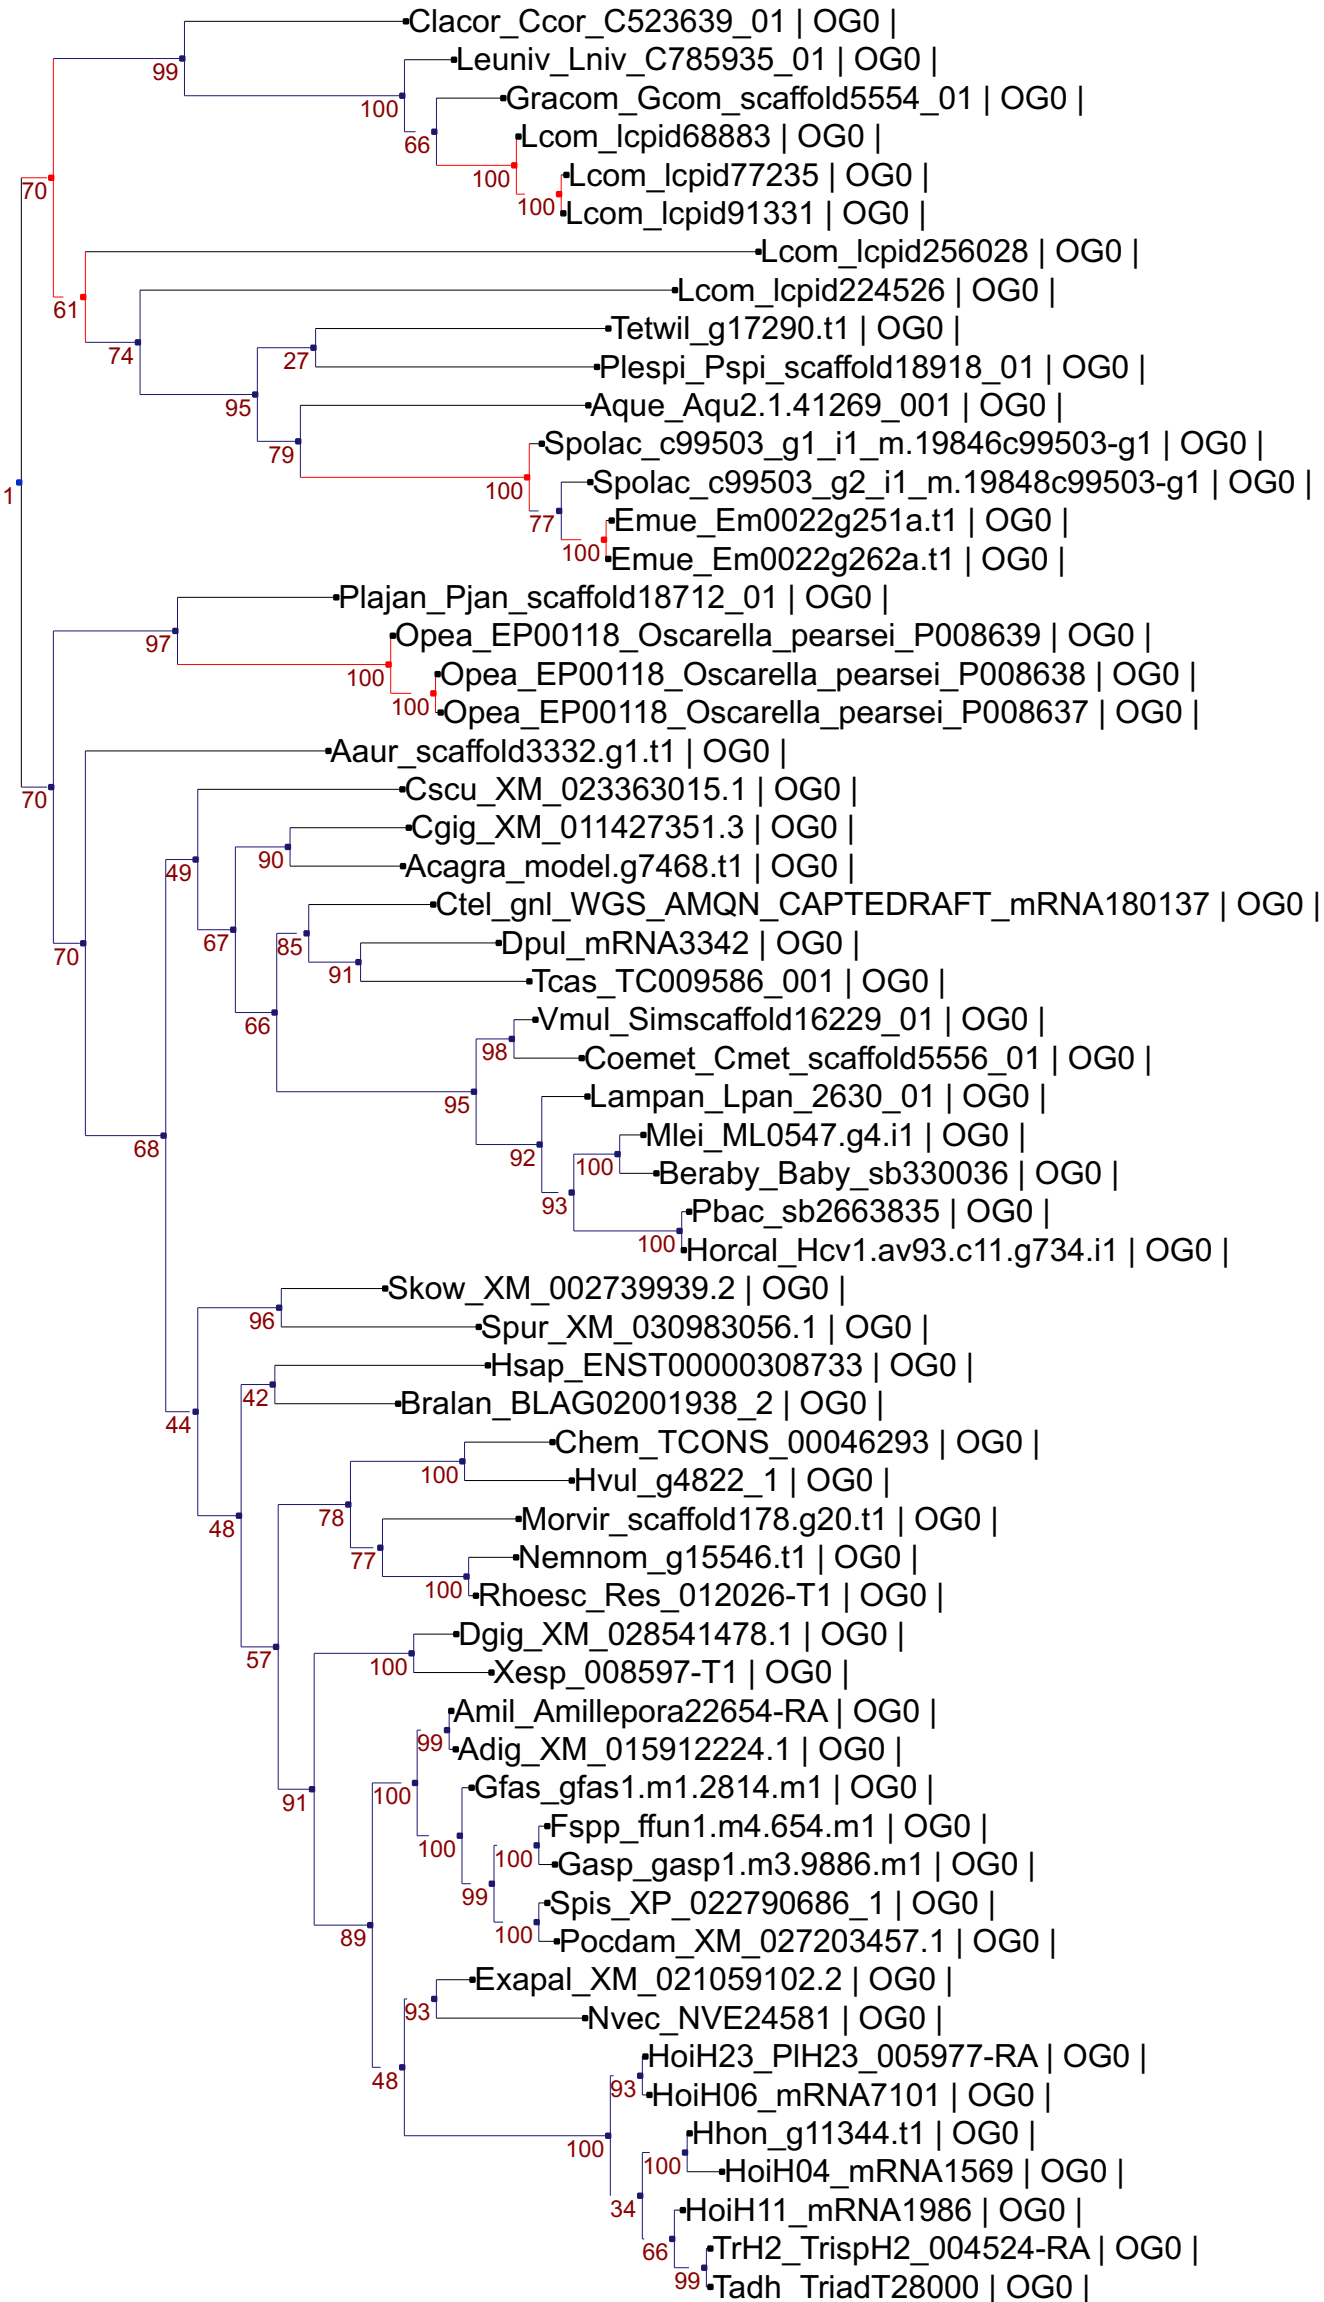 Clacor_Ccor_C523639_01 | OG0 |
Leuniv_Lniv_C785935_01 | OG0 |
99
Gracom_Gcom_scaffold5554_01 | OG0 |
100
Lcom_lcpid68883 | OG0 |
66
Lcom_lcpid77235 | OG0 |
100
70
Lcom_lcpid91331 | OG0 |
100
Lcom_lcpid256028 | OG0 |
Lcom_lcpid224526 | OG0 |
61
Tetwil_g17290.t1 | OG0 |
74
27
Plespi_Pspi_scaffold18918_01 | OG0 |
Aque_Aqu2.1.41269_001 | OG0 |
95
Spolac_c99503_g1_i1_m.19846c99503-g1 | OG0 |
79
Spolac_c99503_g2_i1_m.19848c99503-g1 | OG0 |
100
1
Emue_Em0022g251a.t1 | OG0 |
77
Emue_Em0022g262a.t1 | OG0 |
100
Plajan_Pjan_scaffold18712_01 | OG0 |
Opea_EP00118_Oscarella_pearsei_P008639 | OG0 |
97
Opea_EP00118_Oscarella_pearsei_P008638 | OG0 |
100
Opea_EP00118_Oscarella_pearsei_P008637 | OG0 |
100
Aaur_scaffold3332.g1.t1 | OG0 |
Cscu_XM_023363015.1 | OG0 |
70
Cgig_XM_011427351.3 | OG0 |
90
Acagra_model.g7468.t1 | OG0 |
49
Ctel_gnl_WGS_AMQN_CAPTEDRAFT_mRNA180137 | OG0 |
67
85
Dpul_mRNA3342 | OG0 |
70
91
Tcas_TC009586_001 | OG0 |
Vmul_Simscaffold16229_01 | OG0 |
66
98
Coemet_Cmet_scaffold5556_01 | OG0 |
Lampan_Lpan_2630_01 | OG0 |
95
Mlei_ML0547.g4.i1 | OG0 |
68
92
100
Beraby_Baby_sb330036 | OG0 |
93
Pbac_sb2663835 | OG0 |
100
Horcal_Hcv1.av93.c11.g734.i1 | OG0 |
Skow_XM_002739939.2 | OG0 |
96
Spur_XM_030983056.1 | OG0 |
Hsap_ENST00000308733 | OG0 |
42
Bralan_BLAG02001938_2 | OG0 |
44
Chem_TCONS_00046293 | OG0 |
100
Hvul_g4822_1 | OG0 |
Morvir_scaffold178.g20.t1 | OG0 |
78
48
Nemnom_g15546.t1 | OG0 |
77
100
Rhoesc_Res_012026-T1 | OG0 |
Dgig_XM_028541478.1 | OG0 |
57
100
Xesp_008597-T1 | OG0 |
Amil_Amillepora22654-RA | OG0 |
99
Adig_XM_015912224.1 | OG0 |
Gfas_gfas1.m1.2814.m1 | OG0 |
91
100
Fspp_ffun1.m4.654.m1 | OG0 |
100
100
Gasp_gasp1.m3.9886.m1 | OG0 |
99
Spis_XP_022790686_1 | OG0 |
100
89
Pocdam_XM_027203457.1 | OG0 |
Exapal_XM_021059102.2 | OG0 |
93
Nvec_NVE24581 | OG0 |
HoiH23_PlH23_005977-RA | OG0 |
48
93
HoiH06_mRNA7101 | OG0 |
Hhon_g11344.t1 | OG0 |
100
100
HoiH04_mRNA1569 | OG0 |
34
HoiH11_mRNA1986 | OG0 |
66
TrH2_TrispH2_004524-RA | OG0 |
99
Tadh_TriadT28000 | OG0 |